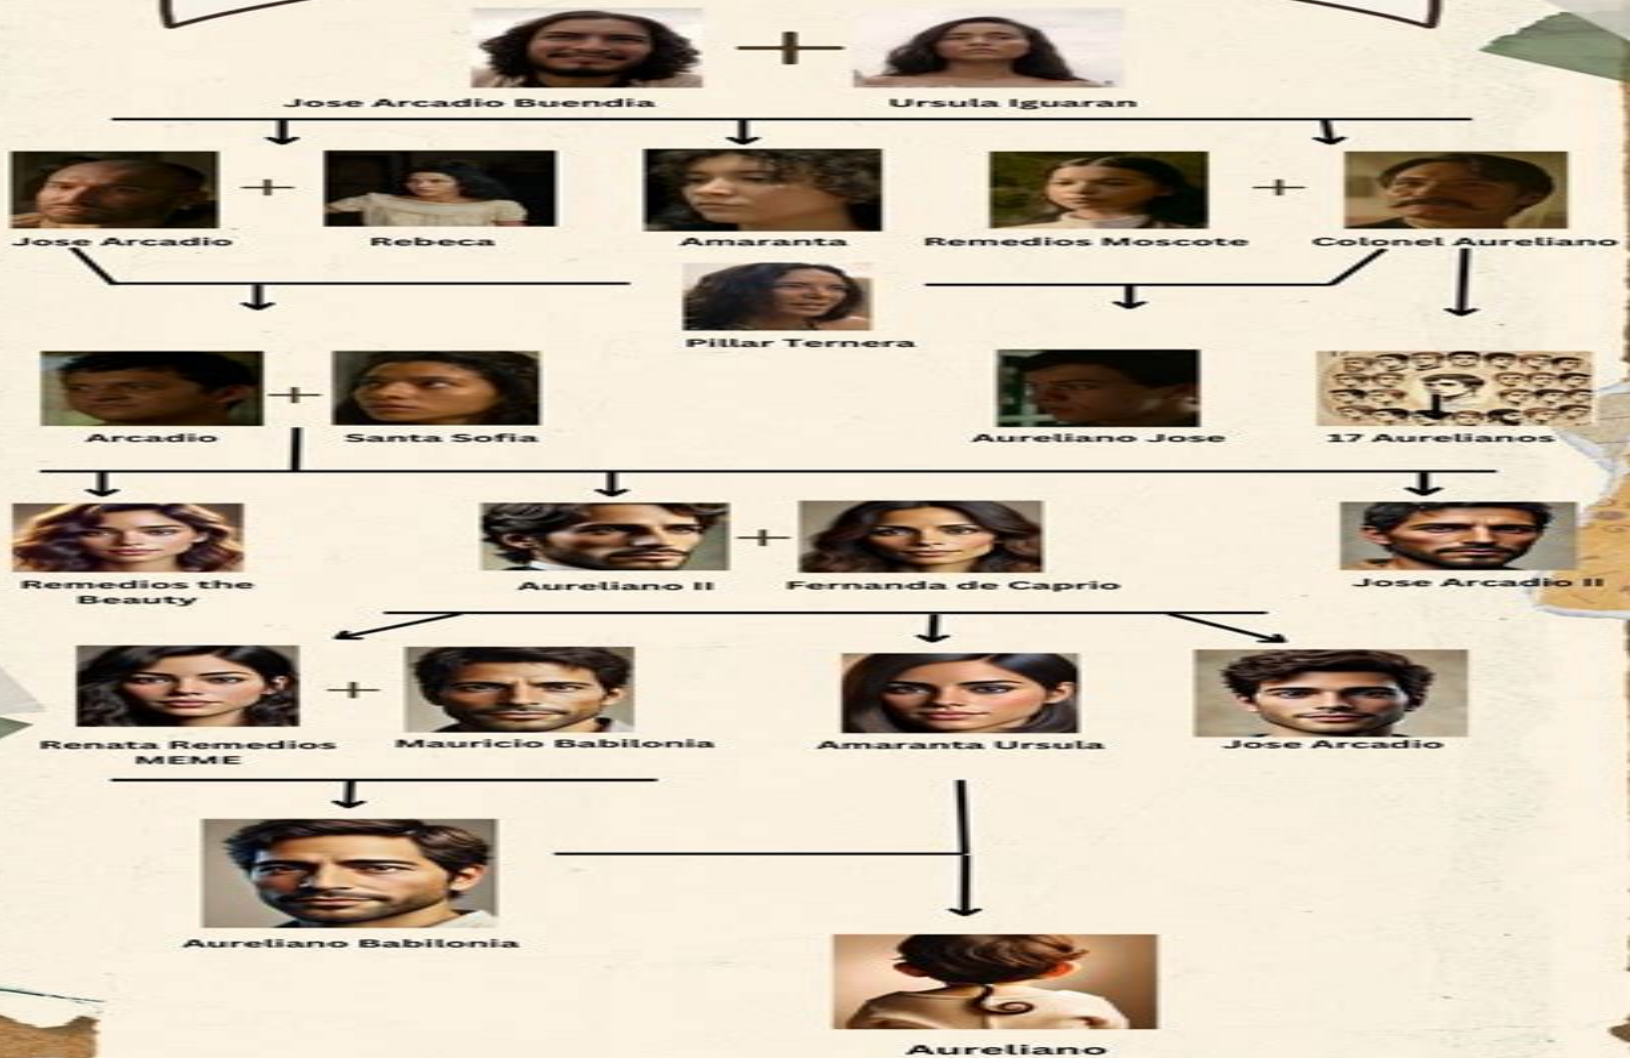 Jose Arcadio Buendia
Ursula Iguaran
Jose Arcadio
Rebeca
Amaranta
Remedios Moscote
Colonel Aureliano
Pillar Ternera
Arcadio
Santa Sofia
Aureliano Jose
17 Aurelianos
Remedios the
Beauty
Aureliano II
Fernanda de Caprio
Jose Arcadio II
Renata Remedios
MEME
Mauricio Babilonia
Amaranta Ursula
Jose Arcadio
Aureliano Babilonia
Aureliano